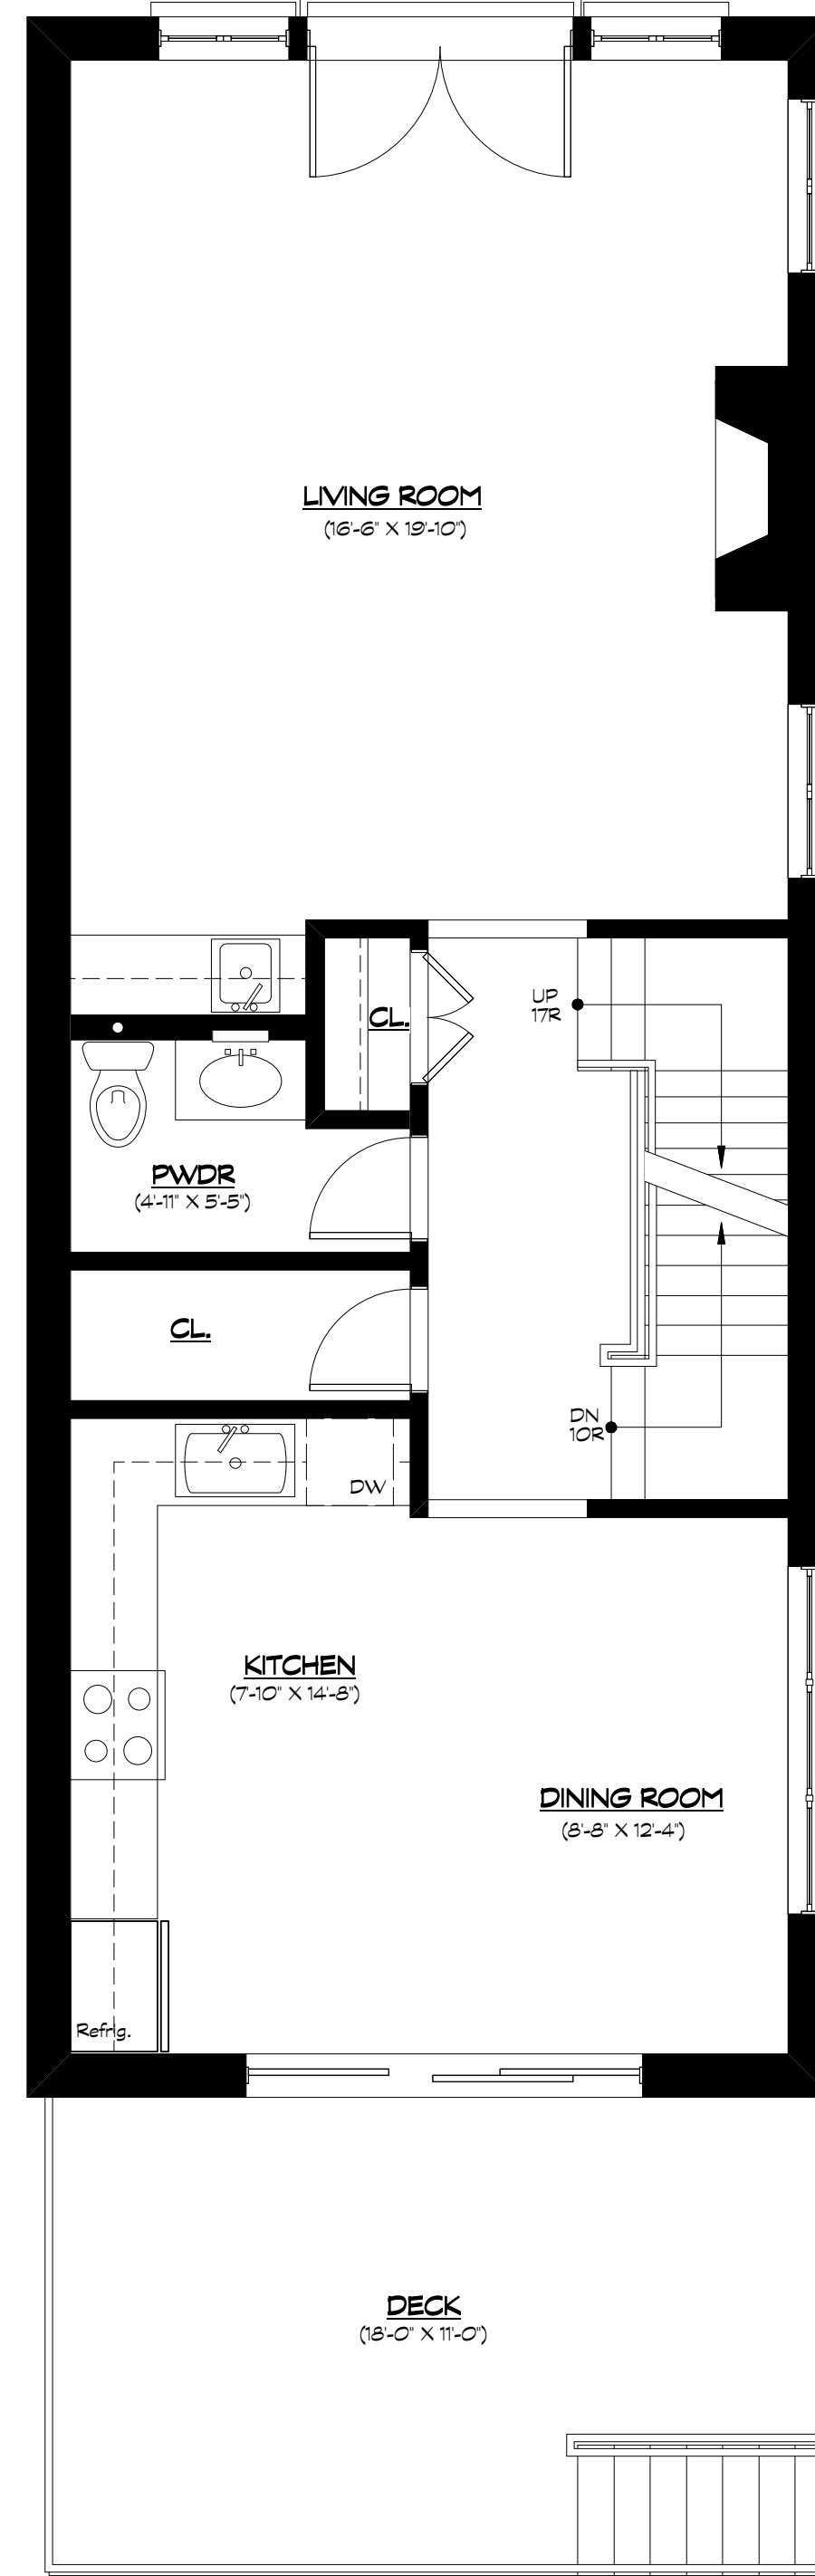 LIVING ROOM
(16'-6" X 19'-10")
UP
17R
CL.
PWDR
(4'-11" X 5'-5")
CL.
DN
10R
DW
KITCHEN
(7-10" X 14'-8")
DINING ROOM
(8'-8" X 12'-4")
Refrig.
DECK
(18'-0" X 11'-0")